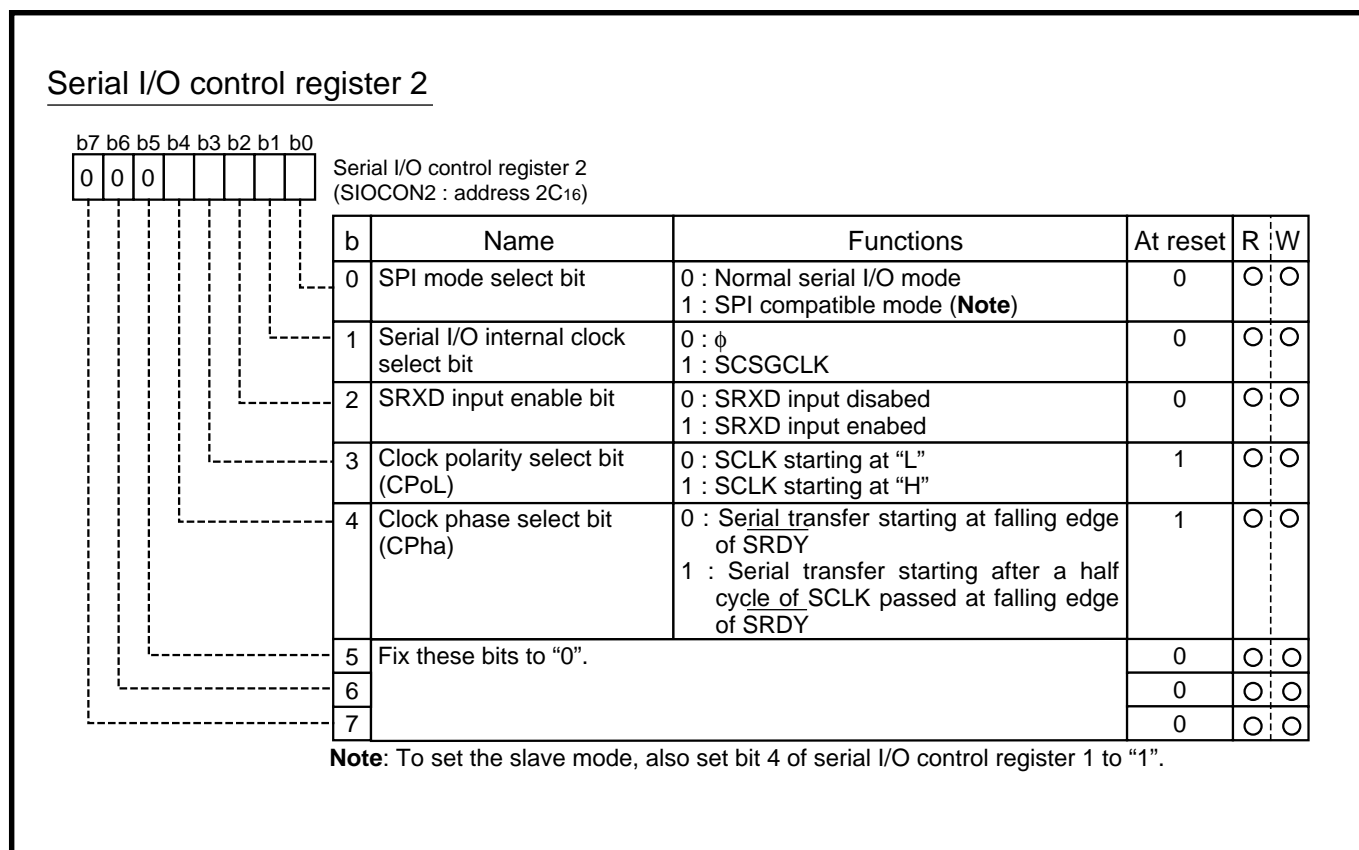 Serial I/O control register 2
b7 b6 b5 b4 b3 b2 b1 b0
0 0 0
Serial I/O control register 2
(SIOCON2 : address 2C16)
b Name Functions At reset R W
0 SPI mode select bit 0 : Normal serial I/O mode 0 ○ ○
1 : SPI compatible mode (Note)
1 Serial I/O internal clock 0 : ϕ 0 ○ ○
select bit 1 : SCSGCLK
2 SRXD input enable bit 0 : SRXD input disabed 0 ○ ○
1 : SRXD input enabed
3 Clock polarity select bit 0 : SCLK starting at “L” 1 ○ ○
(CPoL) 1 : SCLK starting at “H”
4 Clock phase select bit 0 : Serial transfer starting at falling edge 1 ○ ○
(CPha) of SRDY
1 : Serial transfer starting after a half
cycle of SCLK passed at falling edge
of SRDY
5 Fix these bits to “0”. 0 ○ ○
6 0 ○ ○
7 0 ○ ○
Note: To set the slave mode, also set bit 4 of serial I/O control register 1 to “1”.